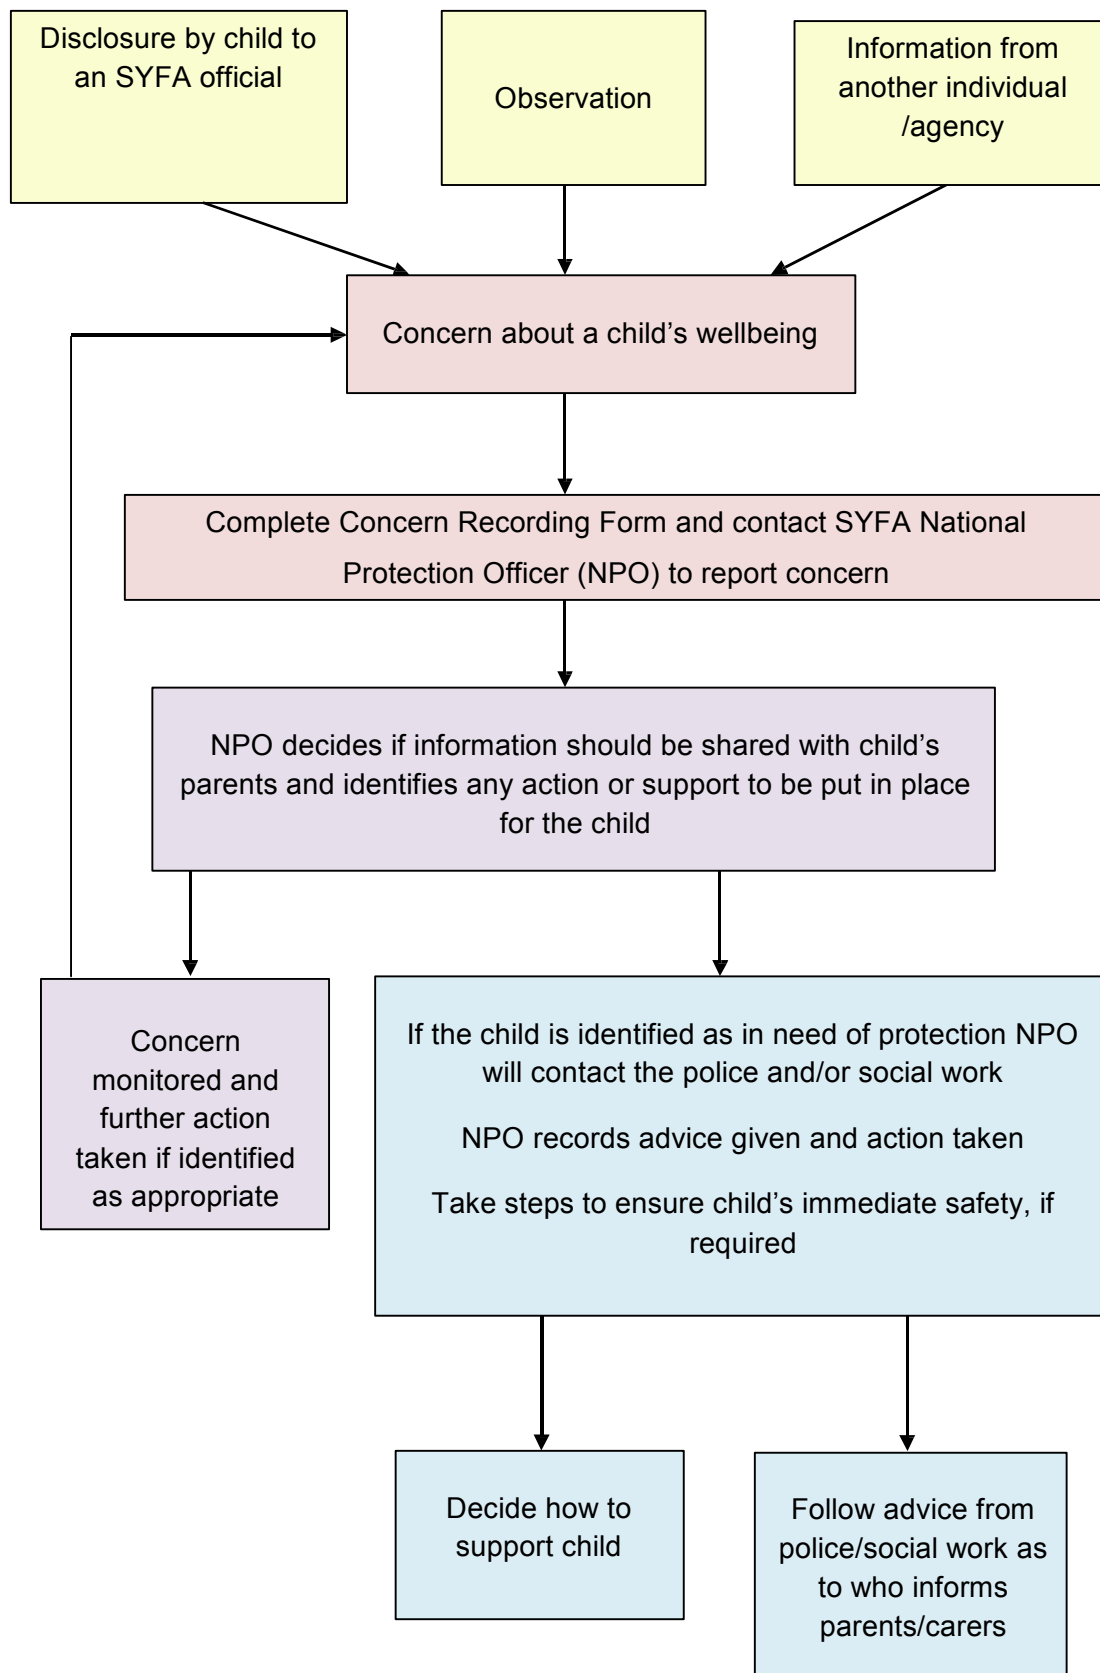 Disclosure by child to
an SYFA official
Observation
Information from
another individual
/agency
Concern about a child’s wellbeing
Complete Concern Recording Form and contact SYFA National
Protection Officer (NPO) to report concern
NPO decides if information should be shared with child’s
parents and identifies any action or support to be put in place
for the child
Concern
monitored and
further action
taken if identified
as appropriate
If the child is identified as in need of protection NPO
will contact the police and/or social work
NPO records advice given and action taken
Take steps to ensure child’s immediate safety, if
required
Decide how to
support child
Follow advice from
police/social work as
to who informs
parents/carers